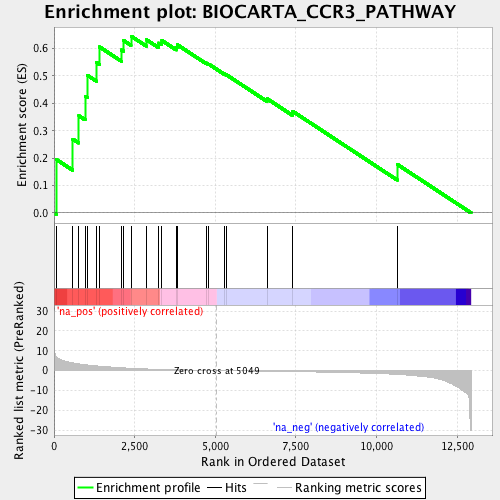 Enrichment plot: BIOCARTA_CCR3_PATHWAY
Enrichment score (ES)
0.6
0.5
0.4
0.3
0.2
0.1
0.0
'na_pos' (positively correlated)
Ranked list metric (PreRanked)
30
20
10
0
-10
-20
-30
Zero cross at 5049
'na_neg' (negatively correlated)
0
2,500
5,000
7,500
10,000
12,500
Rank in Ordered Dataset
Enrichment profile
Hits
Ranking metric scores